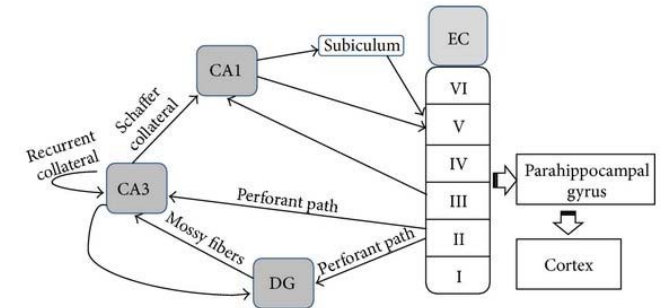 Subiculum
EC
CA1
VI
Schaffer
collateral
V
Recurrent
collateral
IV
Parahippocampal
gyrus
CA3
III
Perforant path
Mossy fibers
II
Perforant path
Cortex
I
DG